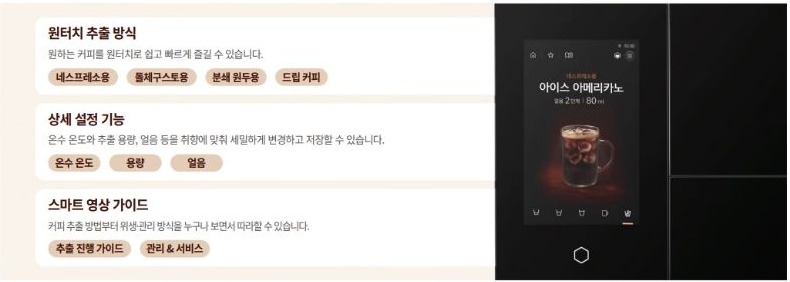 원터치 추출 방식
원하는 커피를 원터치로 쉽고 빠르게 즐길 수 있습니다.
네스프레소용 돌체구스토용 분쇄 원두용 드립 커피
상세 설정 기능
온수 온도와 추출 용량, 얼음 등을 취향에 맞춰 세밀하게 변경하고 저장할 수 있습니다.
온수 온도 용량 얼음
스마트 영상 가이드
커피 추출 방법부터 위생·관리 방식을 누구나 보면서 따라할 수 있습니다.
추출 진행 가이드 관리 & 서비스
네스프레소용
아이스 아메리카노
얼음 2단계 | 80ml